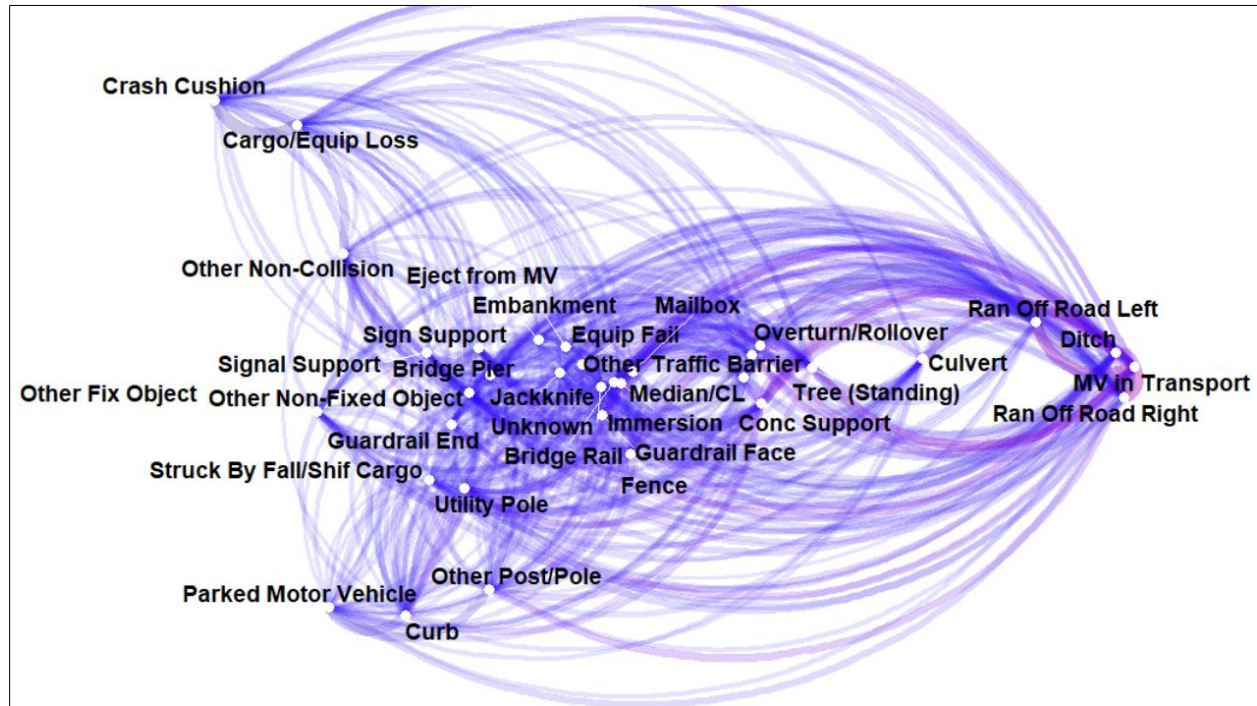 Crash Cushion
Cargo/Equip Loss
Other Non-Collision
Eject from MV
Embankment
Mailbox
Ran Off Road Left
Sign Support
Equip Fail
Overturn/Rollover
Ditch
Signal Support
Bridge Pier
Other Traffic Barrier
Culvert
MV in Transport
Other Fix Object
Other Non-Fixed Object
Jackknife
Median/CL
Tree (Standing)
Ran Off Road Right
Guardrail End
Unknown
Immersion
Conc Support
Bridge Rail
Guardrail Face
Struck By Fall/Shif Cargo
Fence
Utility Pole
Other Post/Pole
Parked Motor Vehicle
Curb